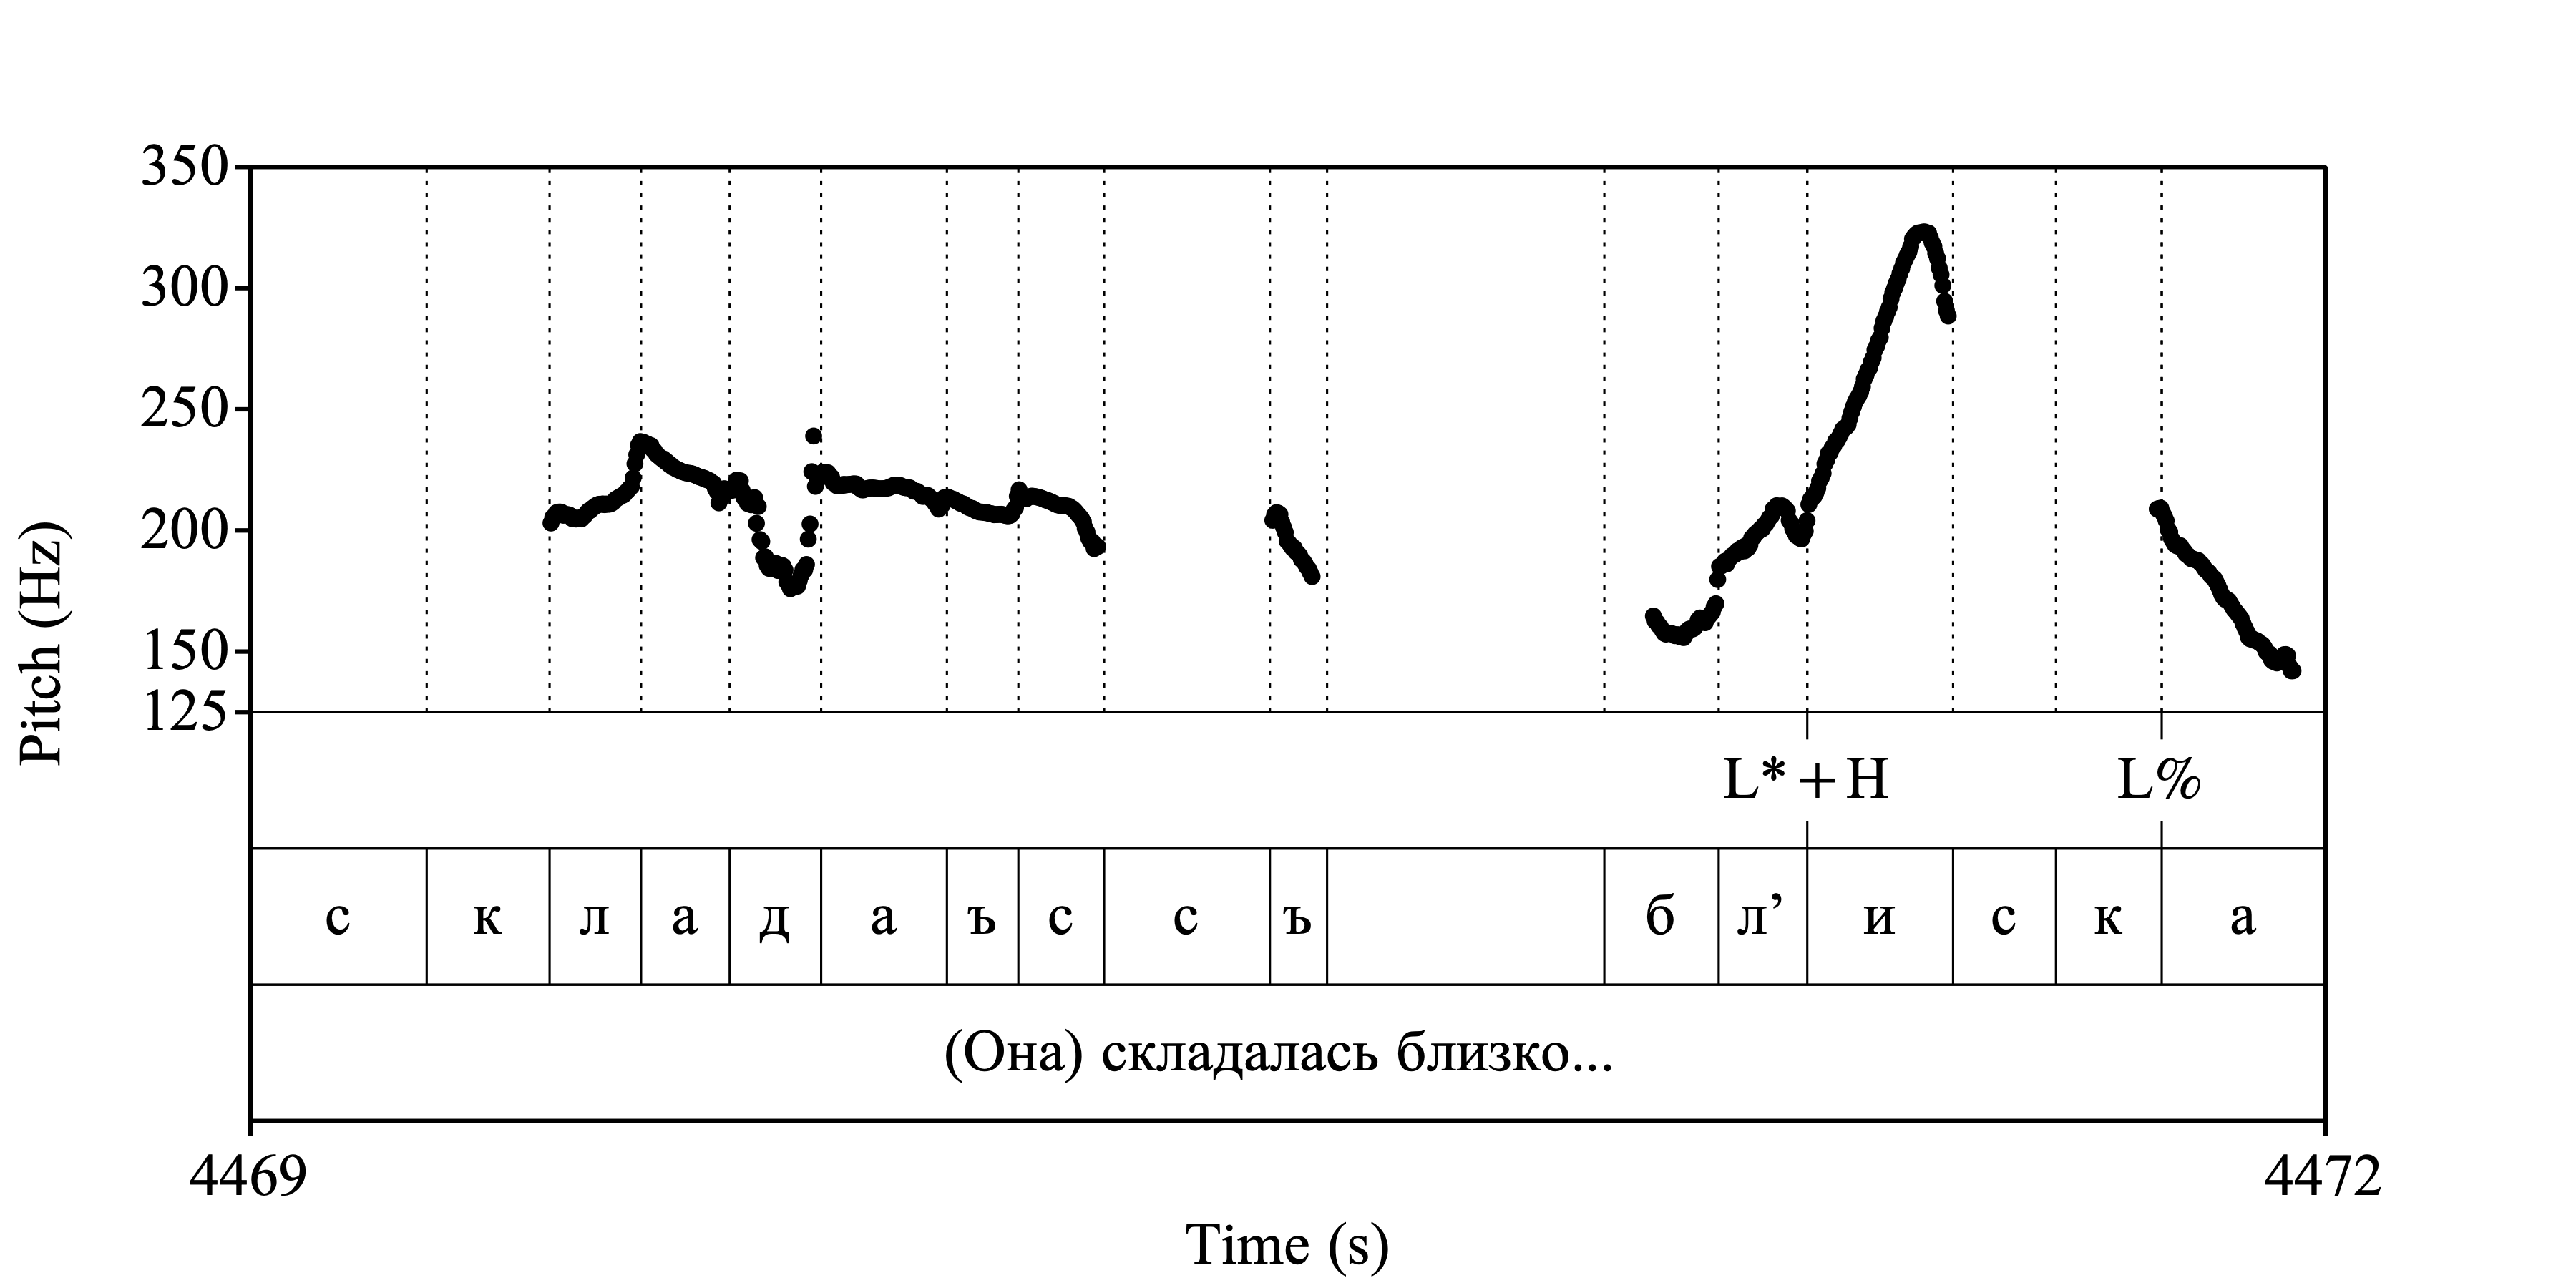 350
300
250
200
150
125
Pitch (Hz)
L*+H L%
с к л а д а ъ с с ъ б л’ и с к а
(Она) складалась близко...
4469 4472
Time (s)